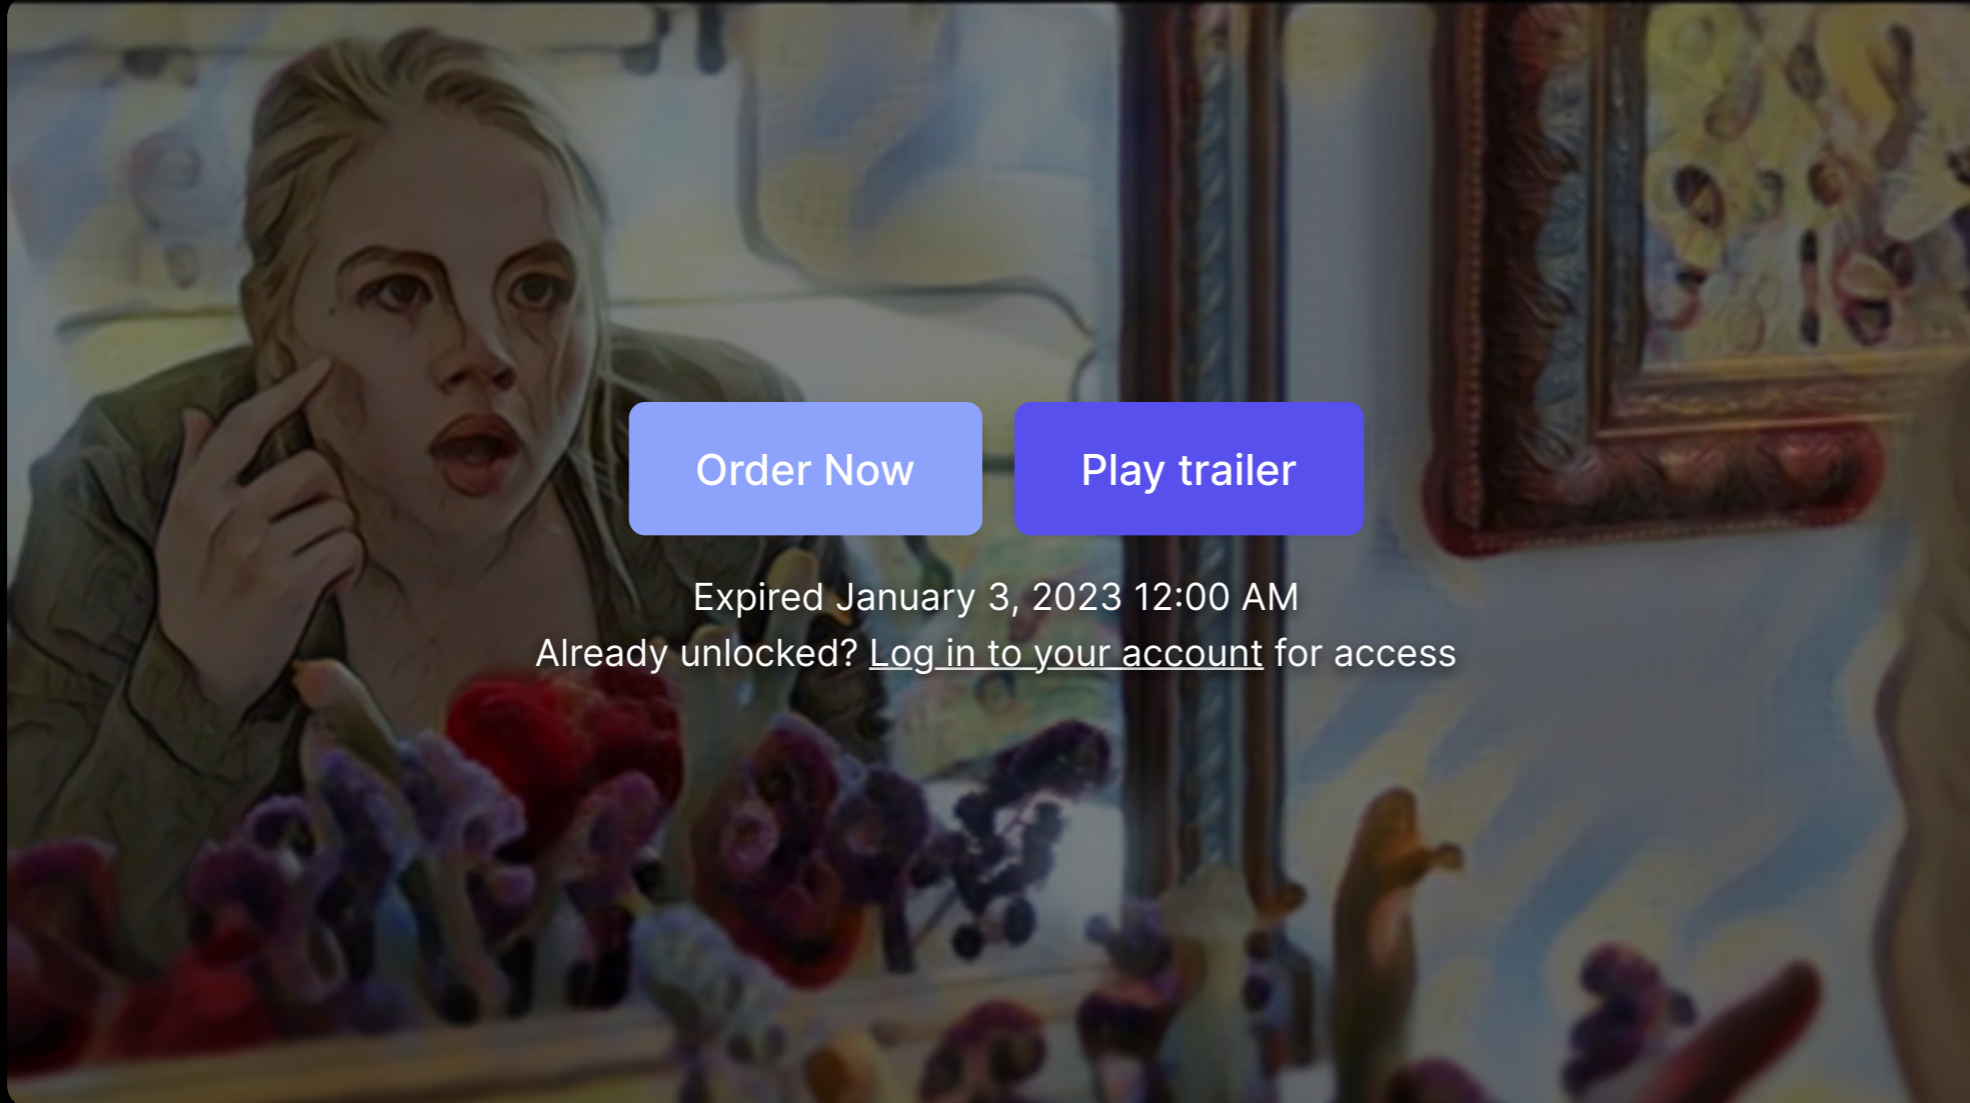 Order Now
Play trailer
Expired January 3, 2023 12:00 AM
Already unlocked? Log in to your account for access